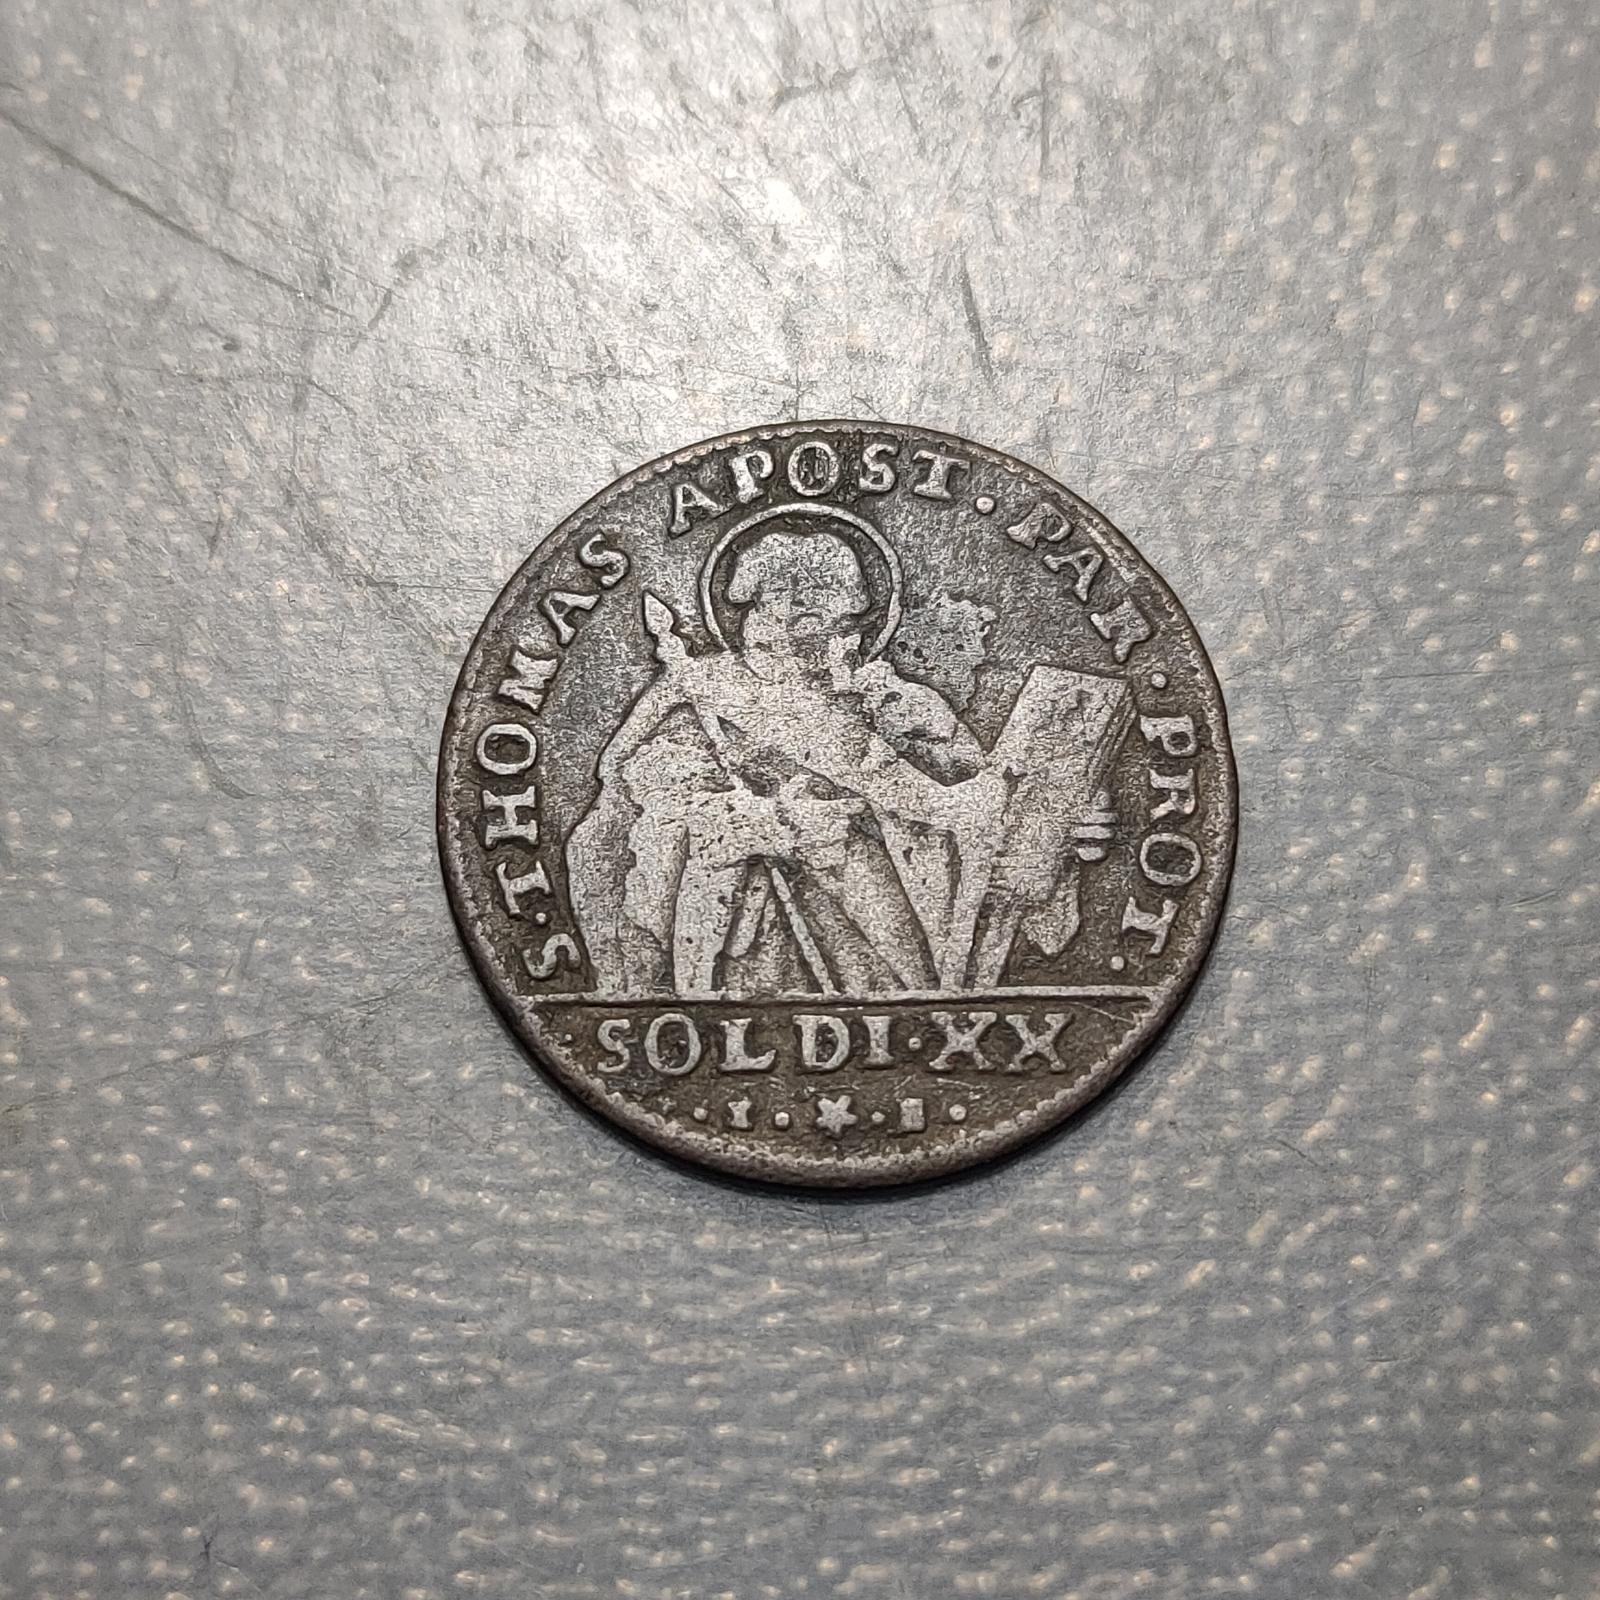 S·THOMAS APOST·PAR·PROT·
·SOLDI·XX
·I·★·I·